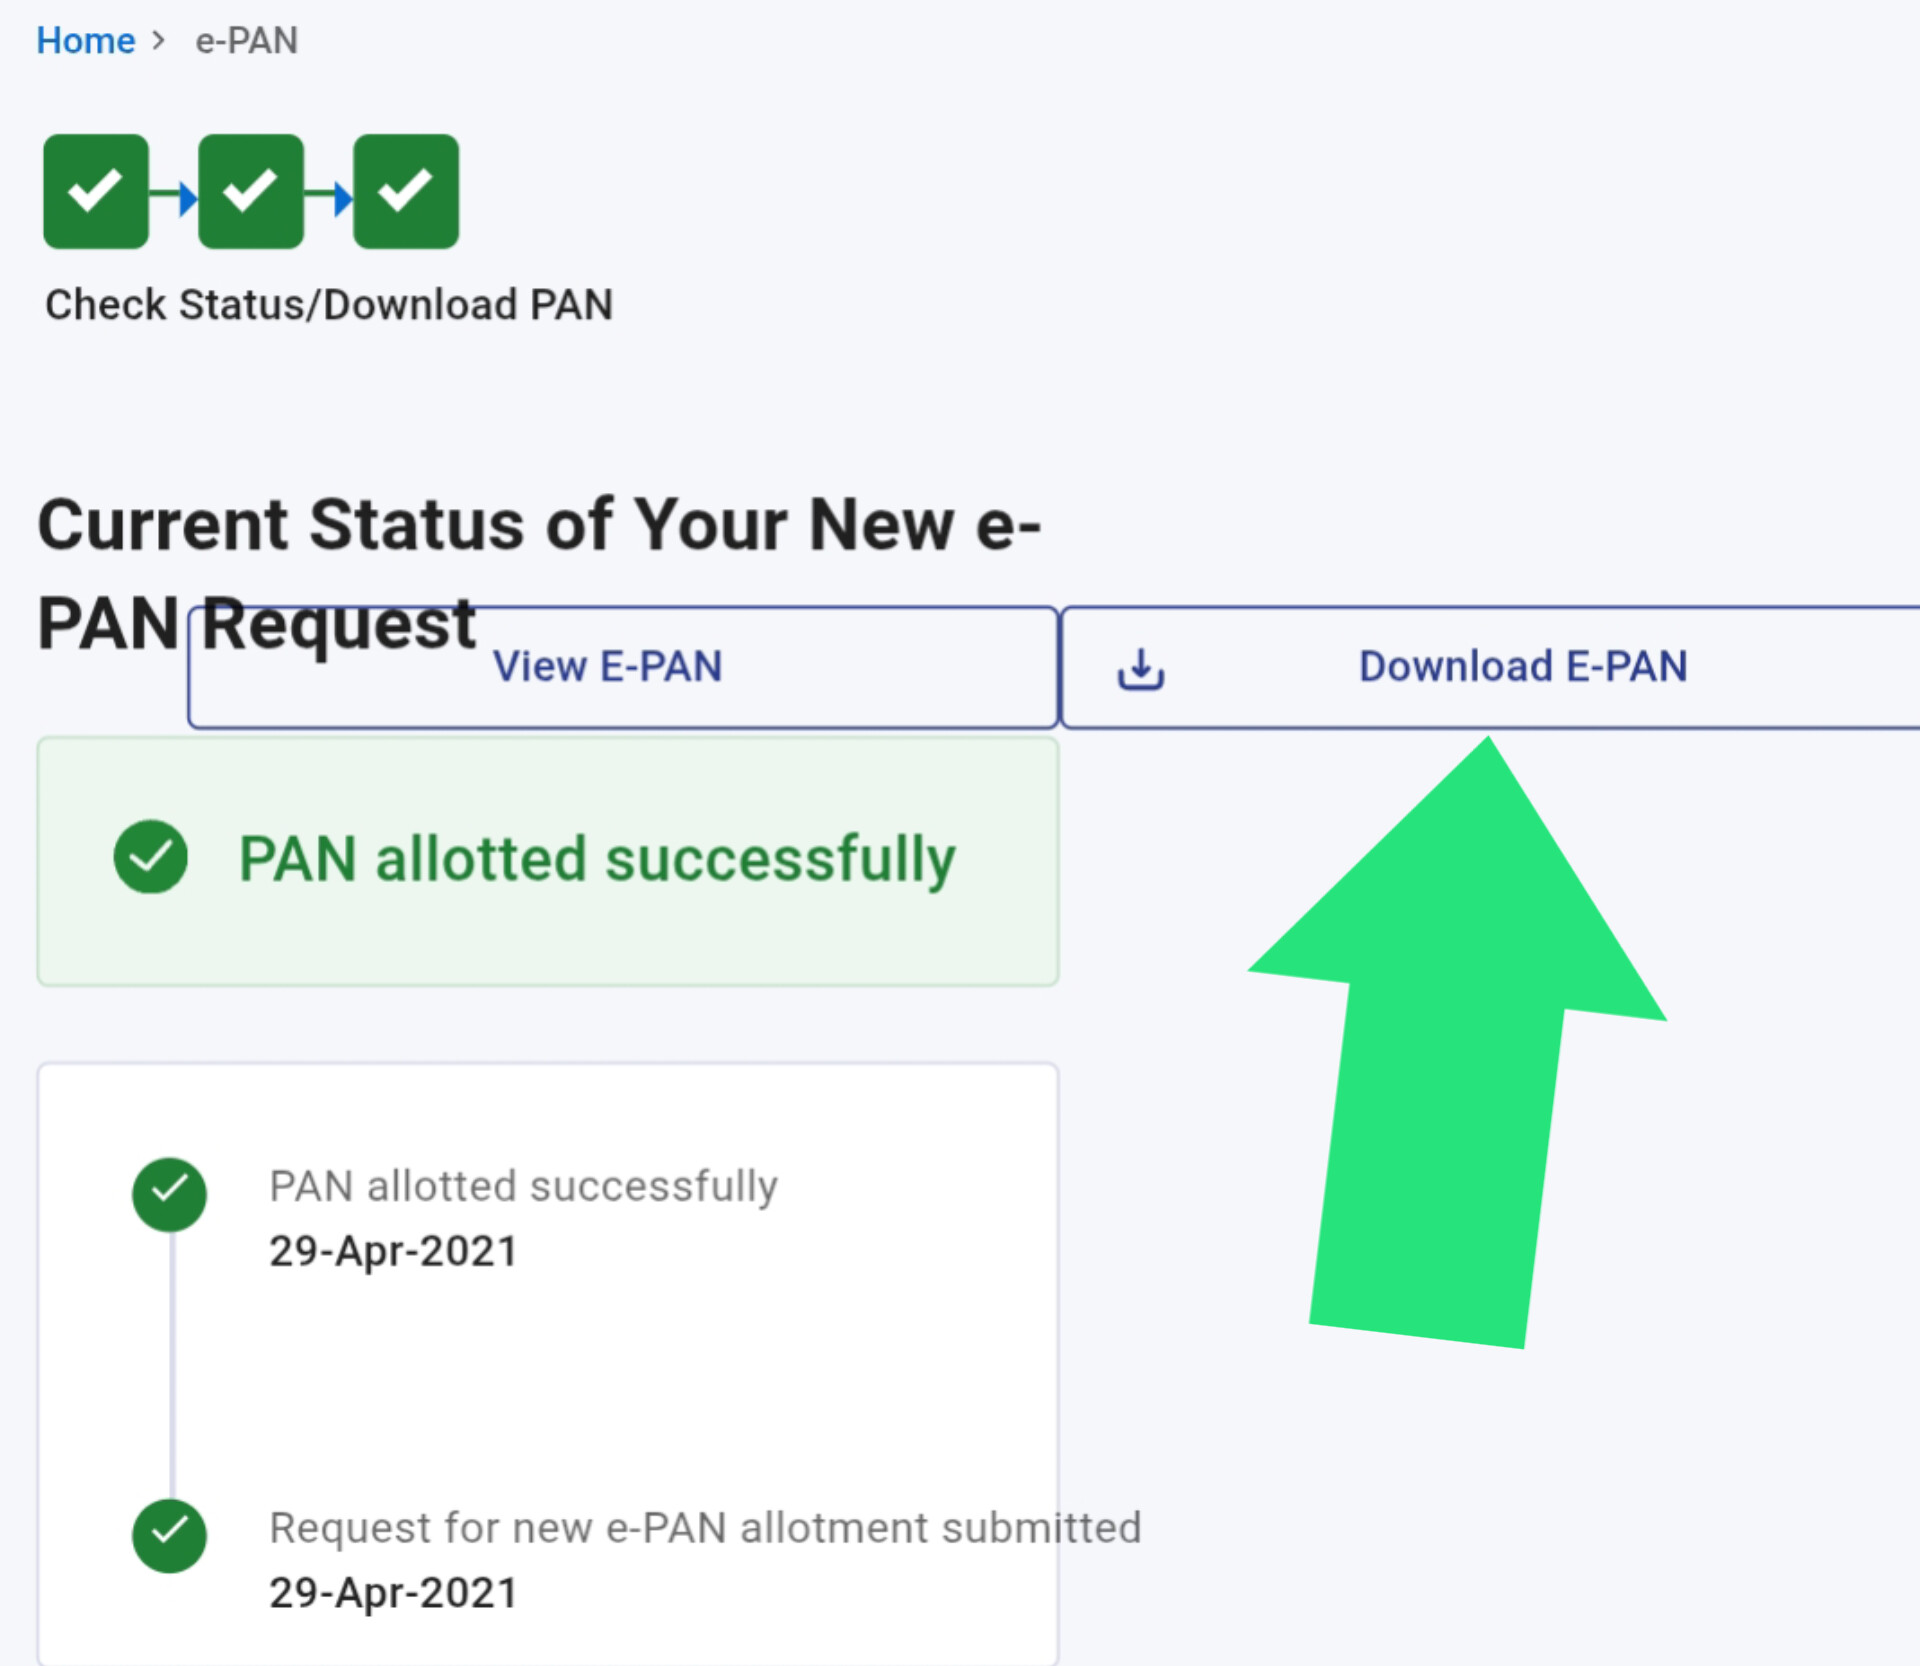 Home > e-PAN
Check Status/Download PAN
Current Status of Your New e-
PAN Request
View E-PAN
Download E-PAN
PAN allotted successfully
PAN allotted successfully
29-Apr-2021
Request for new e-PAN allotment submitted
29-Apr-2021